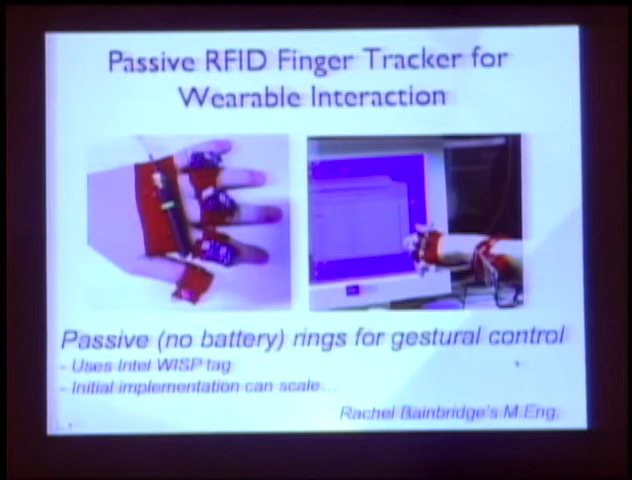 Passive RFID Finger Tracker for
Wearable Interaction
Passive (no battery) rings for gestural control
- Uses Intel WISP tag
- Initial implementation can scale...
Rachel Bainbridge's M.Eng.